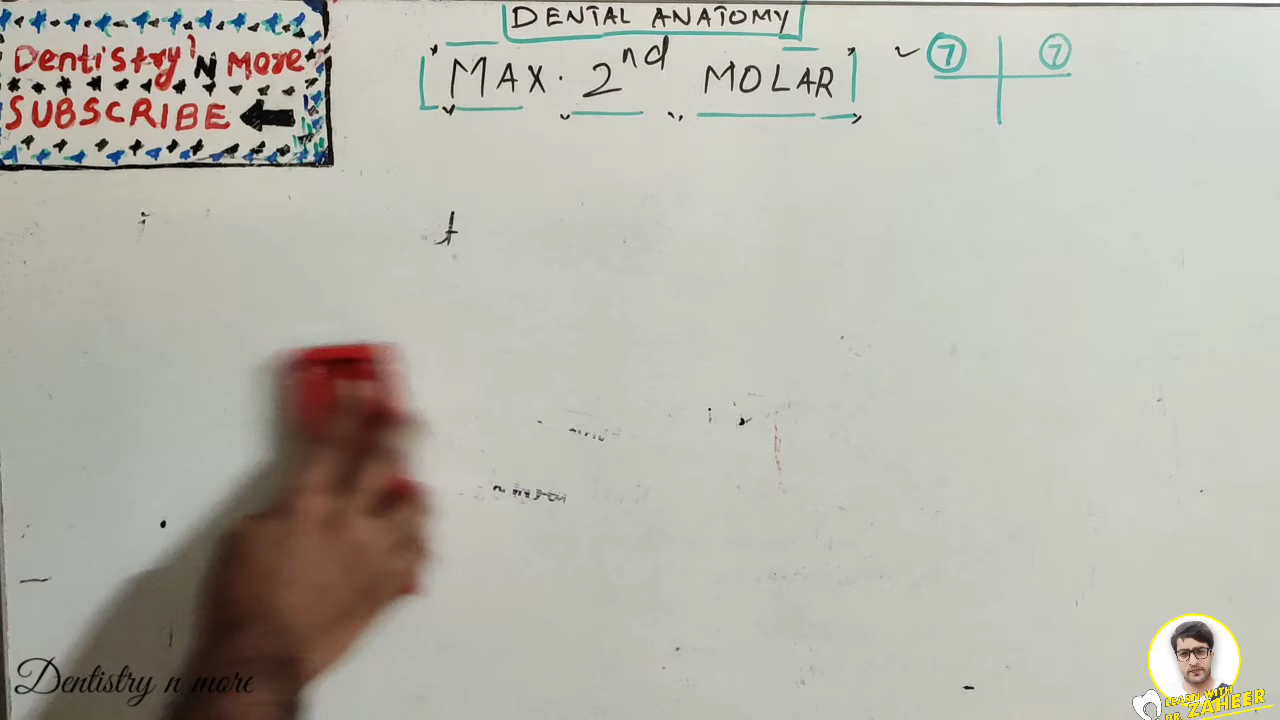 DENTAL ANATOMY
Dentistry 'N More
SUBSCRIBE
MAX. 2nd MOLAR
7 7
Dentistry n more
LEARN WITH
DR. ZAHEER